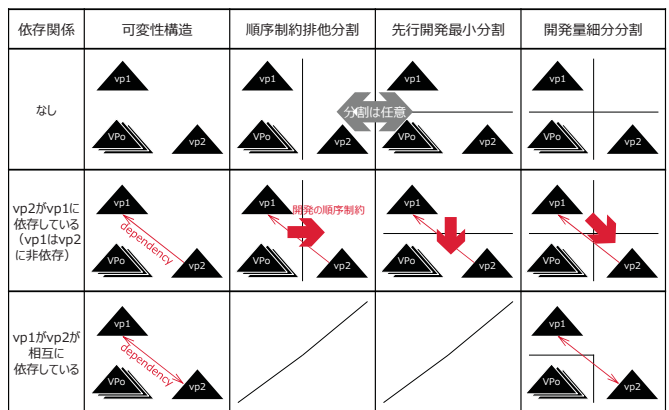 依存関係
可変性構造
順序制約排他分割
先行開発最小分割
開発量細分分割
なし
vp1
VPo
vp2
vp1
VPo
vp2
分割は任意
vp1
VPo
vp2
vp1
VPo
vp2
vp2がvp1に
依存している
（vp1はvp2
に非依存）
vp1
dependency
VPo
vp2
vp1
開発の順序制約
VPo
vp2
vp1
VPo
vp2
vp1
VPo
vp2
vp1がvp2が
相互に
依存している
vp1
dependency
VPo
vp2
vp1
VPo
vp2